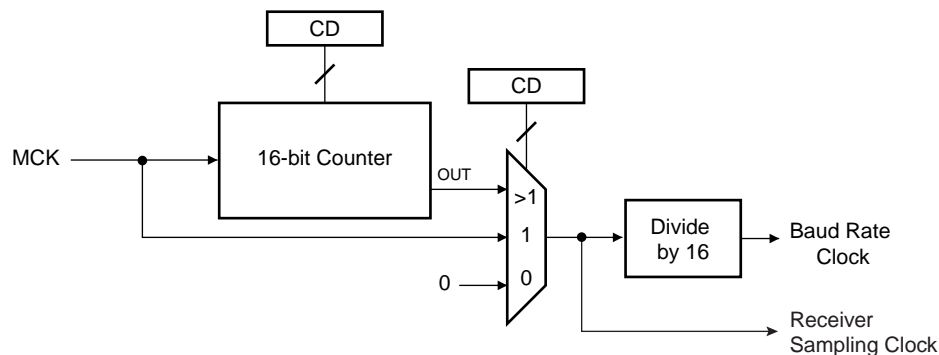 CD
CD
MCK
16-bit Counter
OUT
>1
1
0
0
Divide
by 16
Baud Rate
Clock
Receiver
Sampling Clock